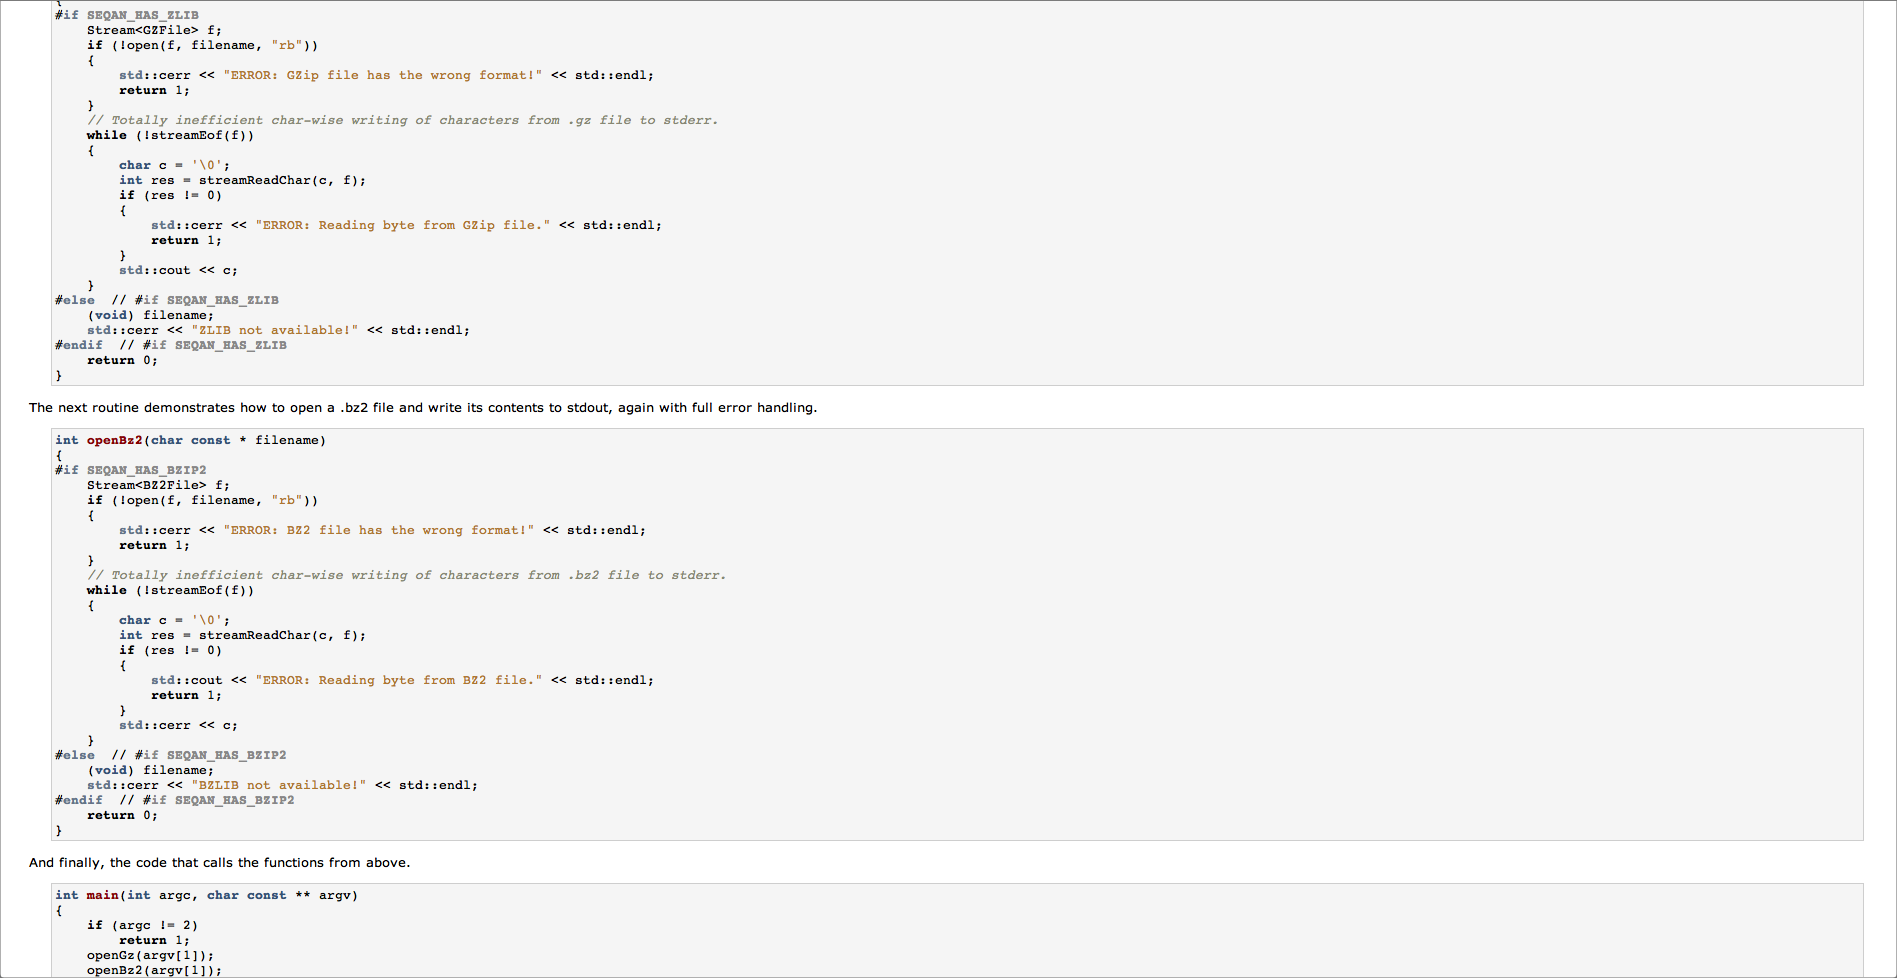 {
#if SEQAN_HAS_ZLIB
    Stream<GZFile> f;
    if (!open(f, filename, "rb"))
    {
        std::cerr << "ERROR: GZip file has the wrong format!" << std::endl;
        return 1;
    }
    // Totally inefficient char-wise writing of characters from .gz file to stderr.
    while (!streamEof(f))
    {
        char c = '\0';
        int res = streamReadChar(c, f);
        if (res != 0)
        {
            std::cerr << "ERROR: Reading byte from GZip file." << std::endl;
            return 1;
        }
        std::cout << c;
    }
#else  // #if SEQAN_HAS_ZLIB
    (void) filename;
    std::cerr << "ZLIB not available!" << std::endl;
#endif  // #if SEQAN_HAS_ZLIB
    return 0;
}
The next routine demonstrates how to open a .bz2 file and write its contents to stdout, again with full error handling.
int openBz2(char const * filename)
{
#if SEQAN_HAS_BZIP2
    Stream<BZ2File> f;
    if (!open(f, filename, "rb"))
    {
        std::cerr << "ERROR: BZ2 file has the wrong format!" << std::endl;
        return 1;
    }
    // Totally inefficient char-wise writing of characters from .bz2 file to stderr.
    while (!streamEof(f))
    {
        char c = '\0';
        int res = streamReadChar(c, f);
        if (res != 0)
        {
            std::cout << "ERROR: Reading byte from BZ2 file." << std::endl;
            return 1;
        }
        std::cerr << c;
    }
#else  // #if SEQAN_HAS_BZIP2
    (void) filename;
    std::cerr << "BZLIB not available!" << std::endl;
#endif  // #if SEQAN_HAS_BZIP2
    return 0;
}
And finally, the code that calls the functions from above.
int main(int argc, char const ** argv)
{
    if (argc != 2)
        return 1;
    openGz(argv[1]);
    openBz2(argv[1]);